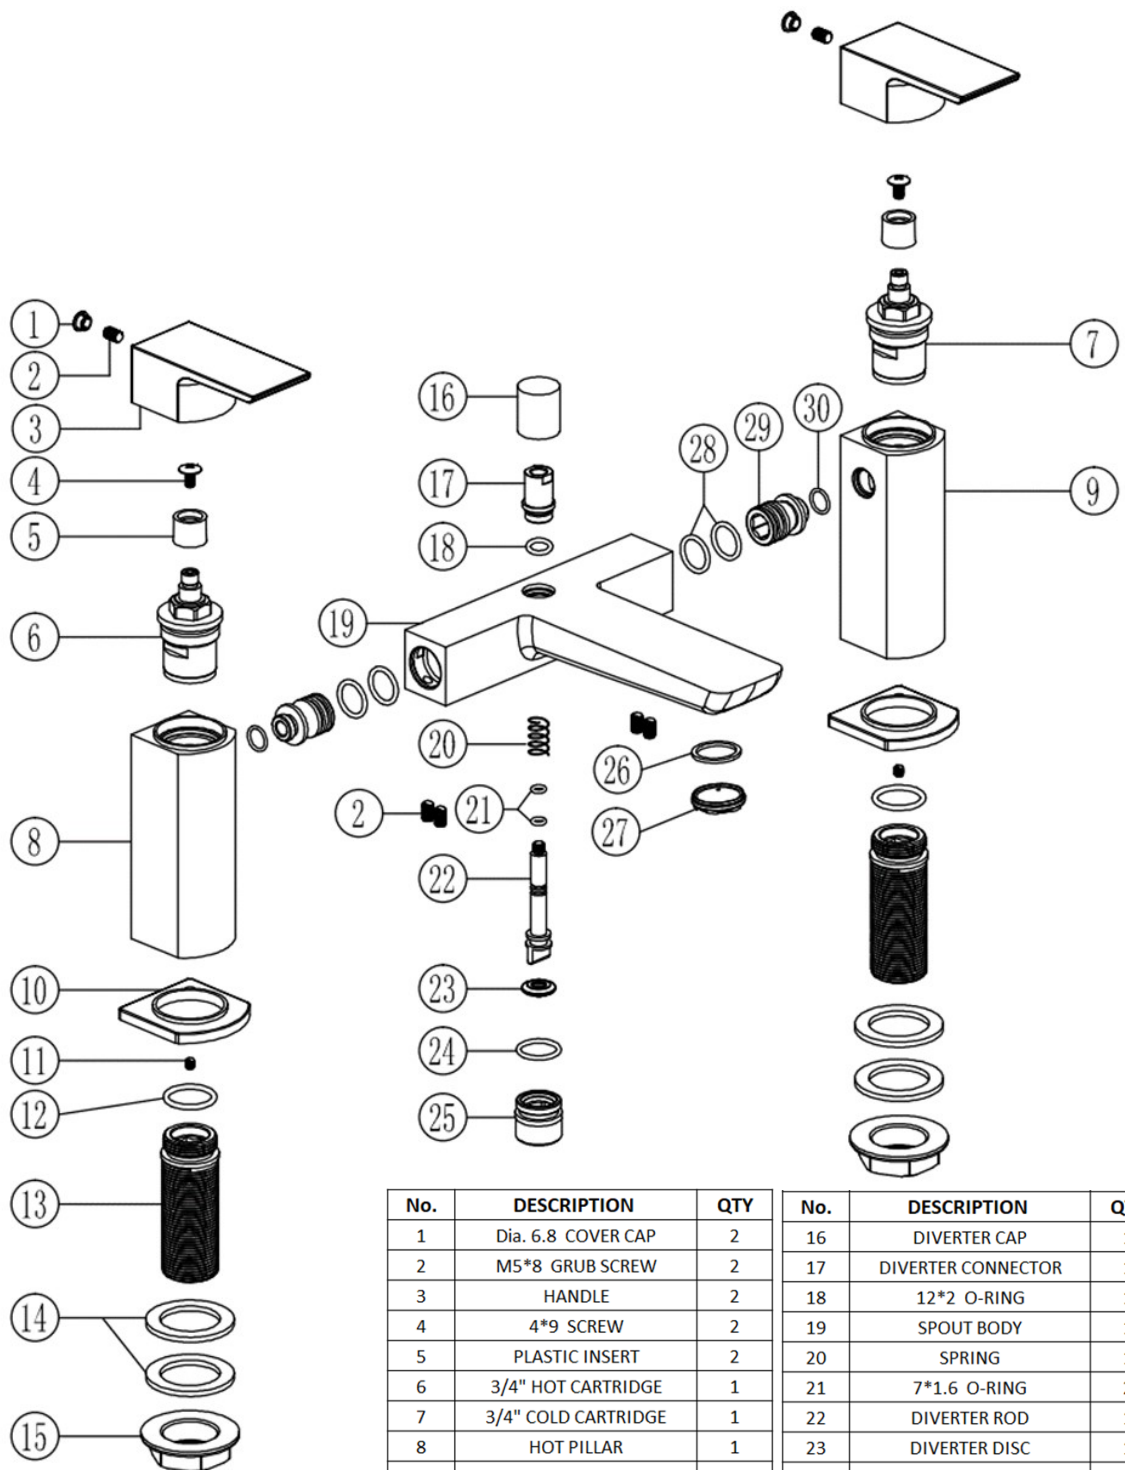 1
2
3
4
5
6
7
8
9
10
11
12
13
14
15
16
17
18
19
20
21
2
22
23
24
25
26
27
28
29
30
No. DESCRIPTION QTY
1 Dia. 6.8 COVER CAP 2
2 M5*8 GRUB SCREW 2
3 HANDLE 2
4 4*9 SCREW 2
5 PLASTIC INSERT 2
6 3/4" HOT CARTRIDGE 1
7 3/4" COLD CARTRIDGE 1
8 HOT PILLAR 1
No. DESCRIPTION
16 DIVERTER CAP
17 DIVERTER CONNECTOR
18 12*2 O-RING
19 SPOUT BODY
20 SPRING
21 7*1.6 O-RING
22 DIVERTER ROD
23 DIVERTER DISC